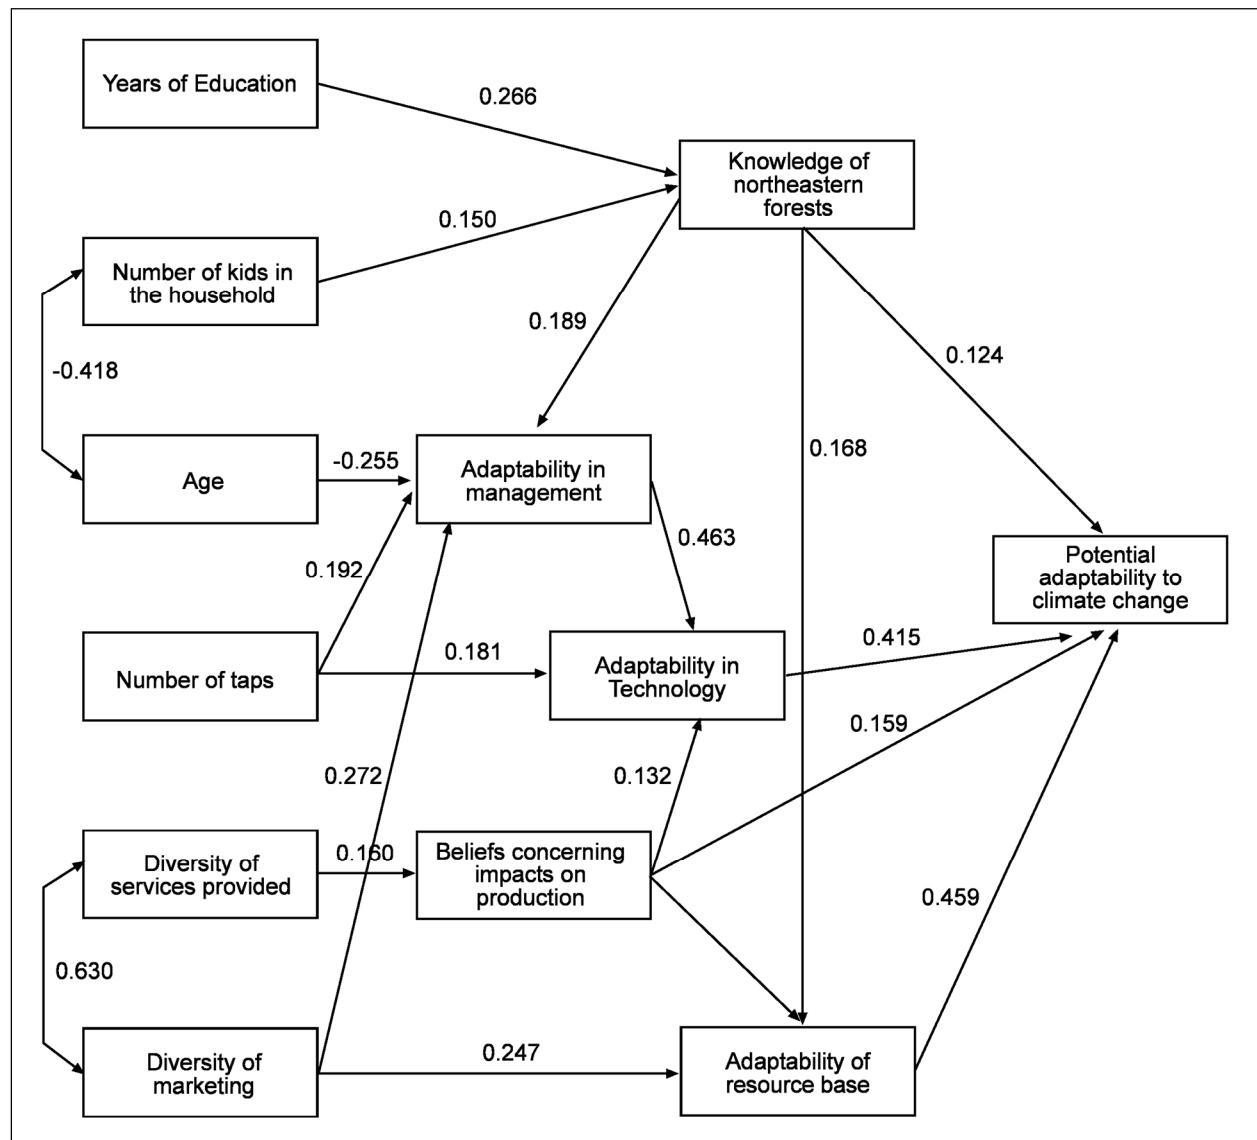 Years of Education
0.266
Knowledge of
northeastern
forests
0.150
Number of kids in
the household
0.189
0.124
-0.418
0.168
Age
-0.255
Adaptability in
management
0.463
Potential
adaptability to
climate change
0.192
Number of taps
0.181
Adaptability in
Technology
0.415
0.159
0.272
0.132
Diversity of
services provided
0.160
Beliefs concerning
impacts on
production
0.459
0.630
Diversity of
marketing
0.247
Adaptability of
resource base